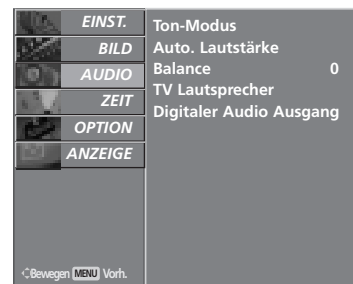 EINST.
BILD
AUDIO
ZEIT
OPTION
ANZEIGE
Ton-Modus
Auto. Lautstärke
Balance 0
TV Lautsprecher
Digitaler Audio Ausgang
Bewegen MENU Vorh.